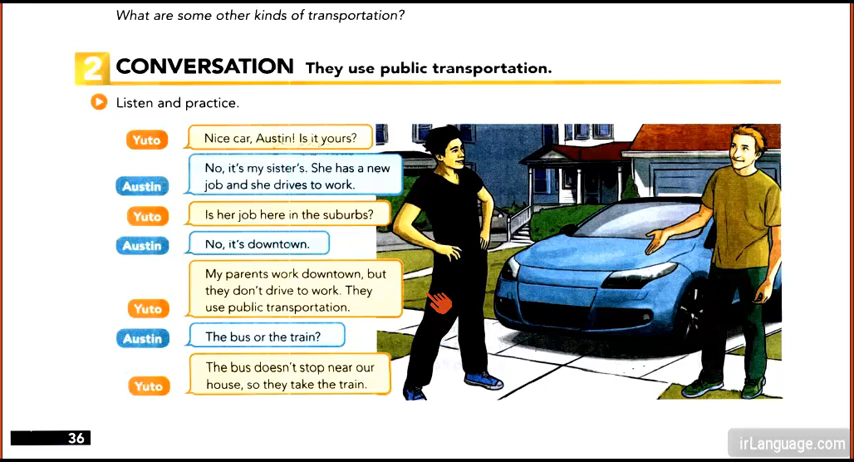 What are some other kinds of transportation?
2 CONVERSATION They use public transportation.
Listen and practice.
Yuto Nice car, Austin! Is it yours?
No, it's my sister's. She has a new
Austin job and she drives to work.
Yuto Is her job here in the suburbs?
Austin No, it's downtown.
My parents work downtown, but
they don't drive to work. They
Yuto use public transportation.
Austin The bus or the train?
The bus doesn't stop near our
Yuto house, so they take the train.
36
irLanguage.com